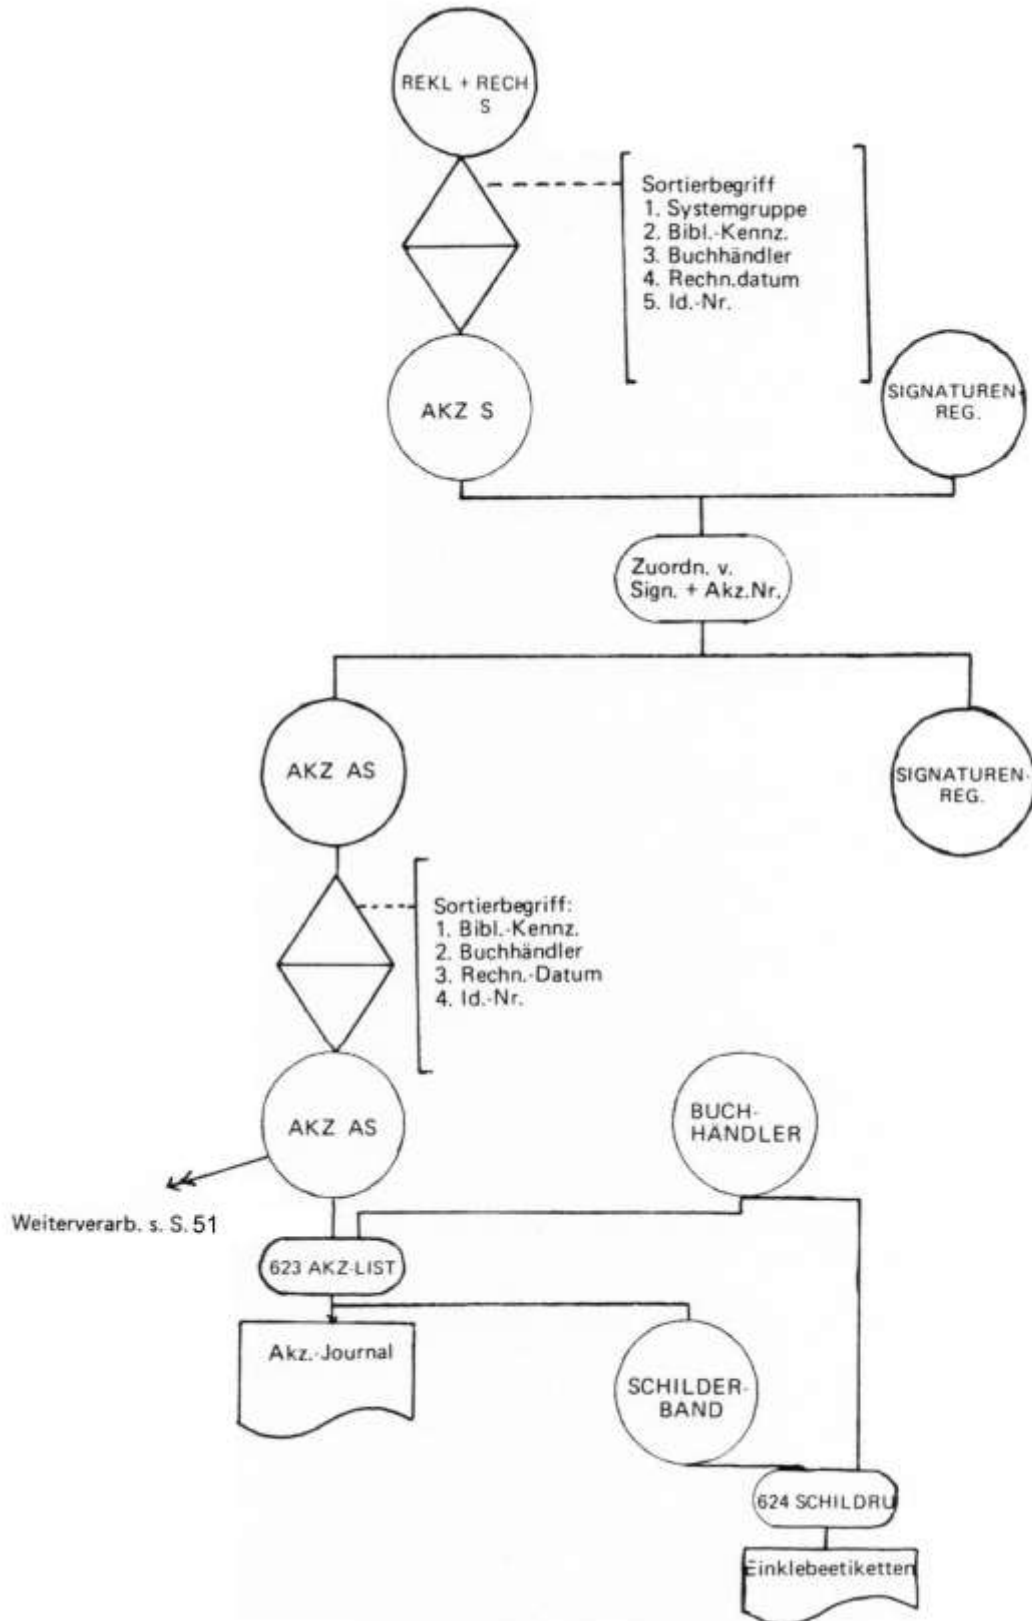 REKL + RECH
S
Sortierbegriff
1. Systemgruppe
2. Bibl.-Kennz.
3. Buchhändler
4. Rechn.datum
5. Id.-Nr.
AKZ S
SIGNATUREN-
REG.
Zuordn. v.
Sign. + Akz.Nr.
AKZ AS
SIGNATUREN-
REG.
Sortierbegriff:
1. Bibl.-Kennz.
2. Buchhändler
3. Rechn.-Datum
4. Id.-Nr.
AKZ AS
BUCH-
HÄNDLER
Weiterverarb. s. S. 51
623 AKZ-LIST
Akz.-Journal
SCHILDER-
BAND
624 SCHILDRU
Einklebeetiketten